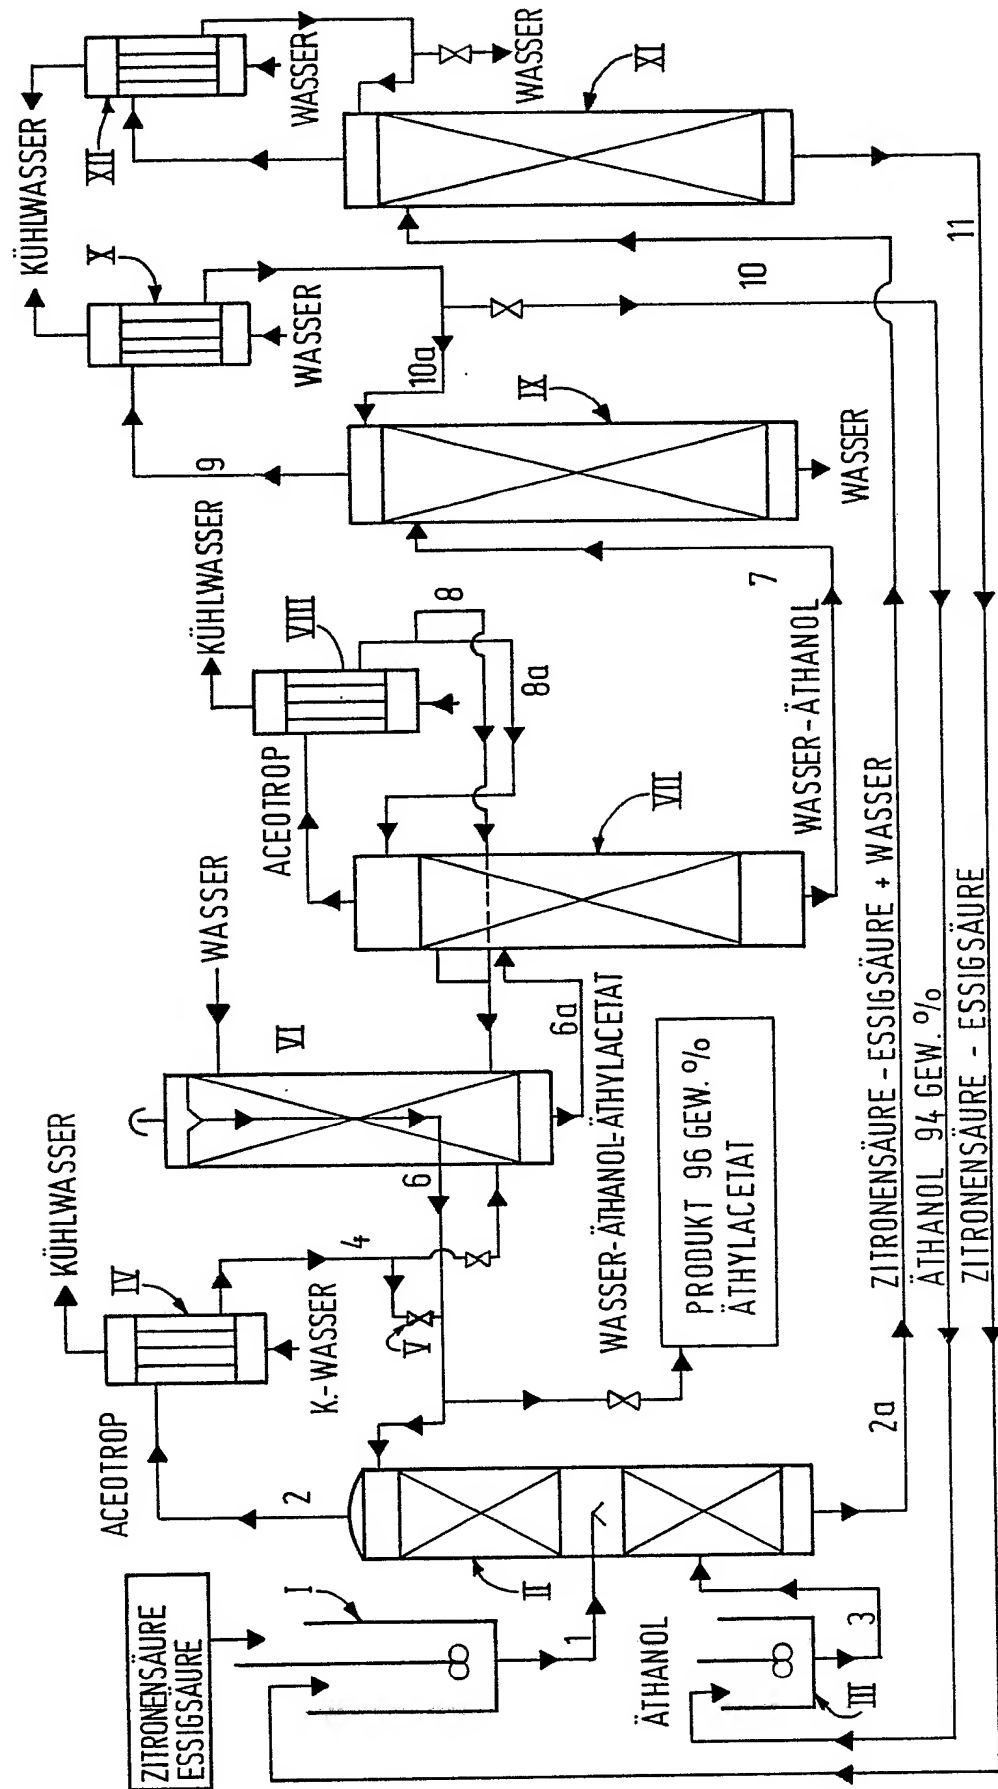 ZITRONENSÄURE
ESSIGSÄURE
I
1
ÄTHANOL
III
3
ACEOTROP
2
II
2a
KÜHLWASSER
IV
K.-WASSER
4
V
6
VI
WASSER
6a
WASSER-ÄTHANOL-ÄTHYLACETAT
PRODUKT 96 GEW. %
ÄTHYLACETAT
ACEOTROP
KÜHLWASSER
VIII
8
8a
VII
WASSER-ÄTHANOL
7
9
IX
WASSER
10a
KÜHLWASSER
X
WASSER
10
XII
WASSER
WASSER
XI
11
ZITRONENSÄURE-ESSIGSÄURE + WASSER
ÄTHANOL 94 GEW. %
ZITRONENSÄURE - ESSIGSÄURE